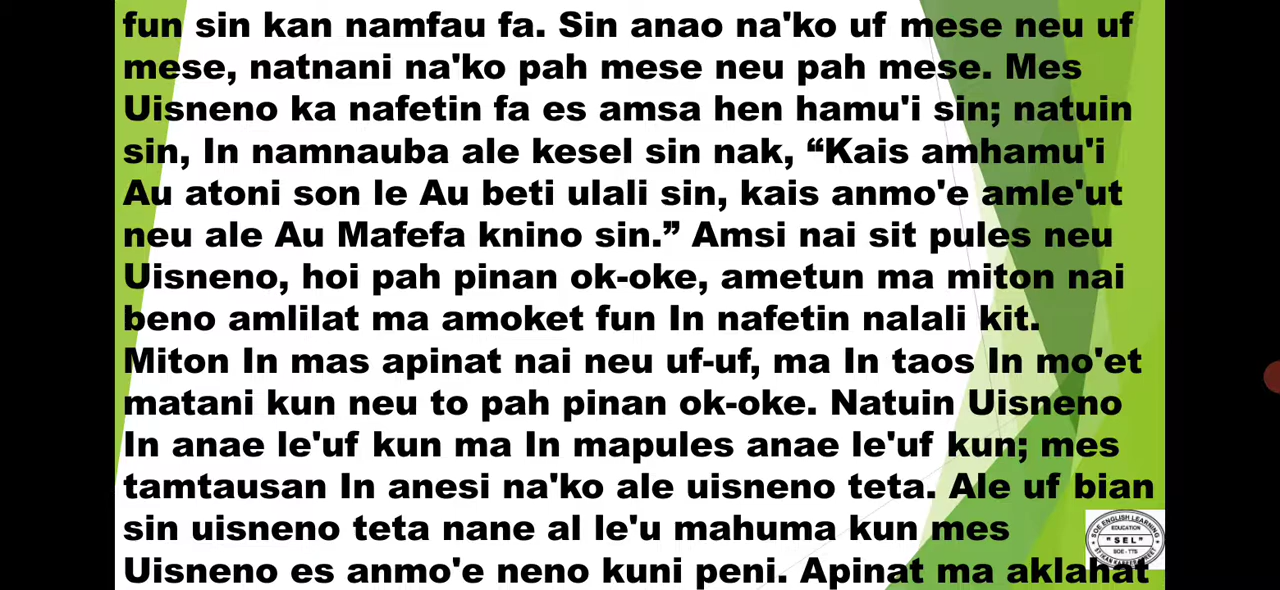 fun sin kan namfau fa. Sin anao na'ko uf mese neu uf
mese, natnani na'ko pah mese neu pah mese. Mes
Uisneno ka nafetin fa es amsa hen hamu'i sin; natuin
sin, In namnauba ale kesel sin nak, “Kais amhamu'i
Au atoni son le Au beti ulali sin, kais anmo'e amle'ut
neu ale Au Mafefa knino sin.” Amsi nai sit pules neu
Uisneno, hoi pah pinan ok-oke, ametun ma miton nai
beno amlilat ma amoket fun In nafetin nalali kit.
Miton In mas apinat nai neu uf-uf, ma In taos In mo'et
matani kun neu to pah pinan ok-oke. Natuin Uisneno
In anae le'uf kun ma In mapules anae le'uf kun; mes
tamtausan In anesi na'ko ale uisneno teta. Ale uf bian
sin uisneno teta nane al le'u mahuma kun mes
Uisneno es anmo'e neno kuni peni. Apinat ma aklahat
SOE ENGLISH LEARNING
EDUCATION
"SEL"
SOE - TTS